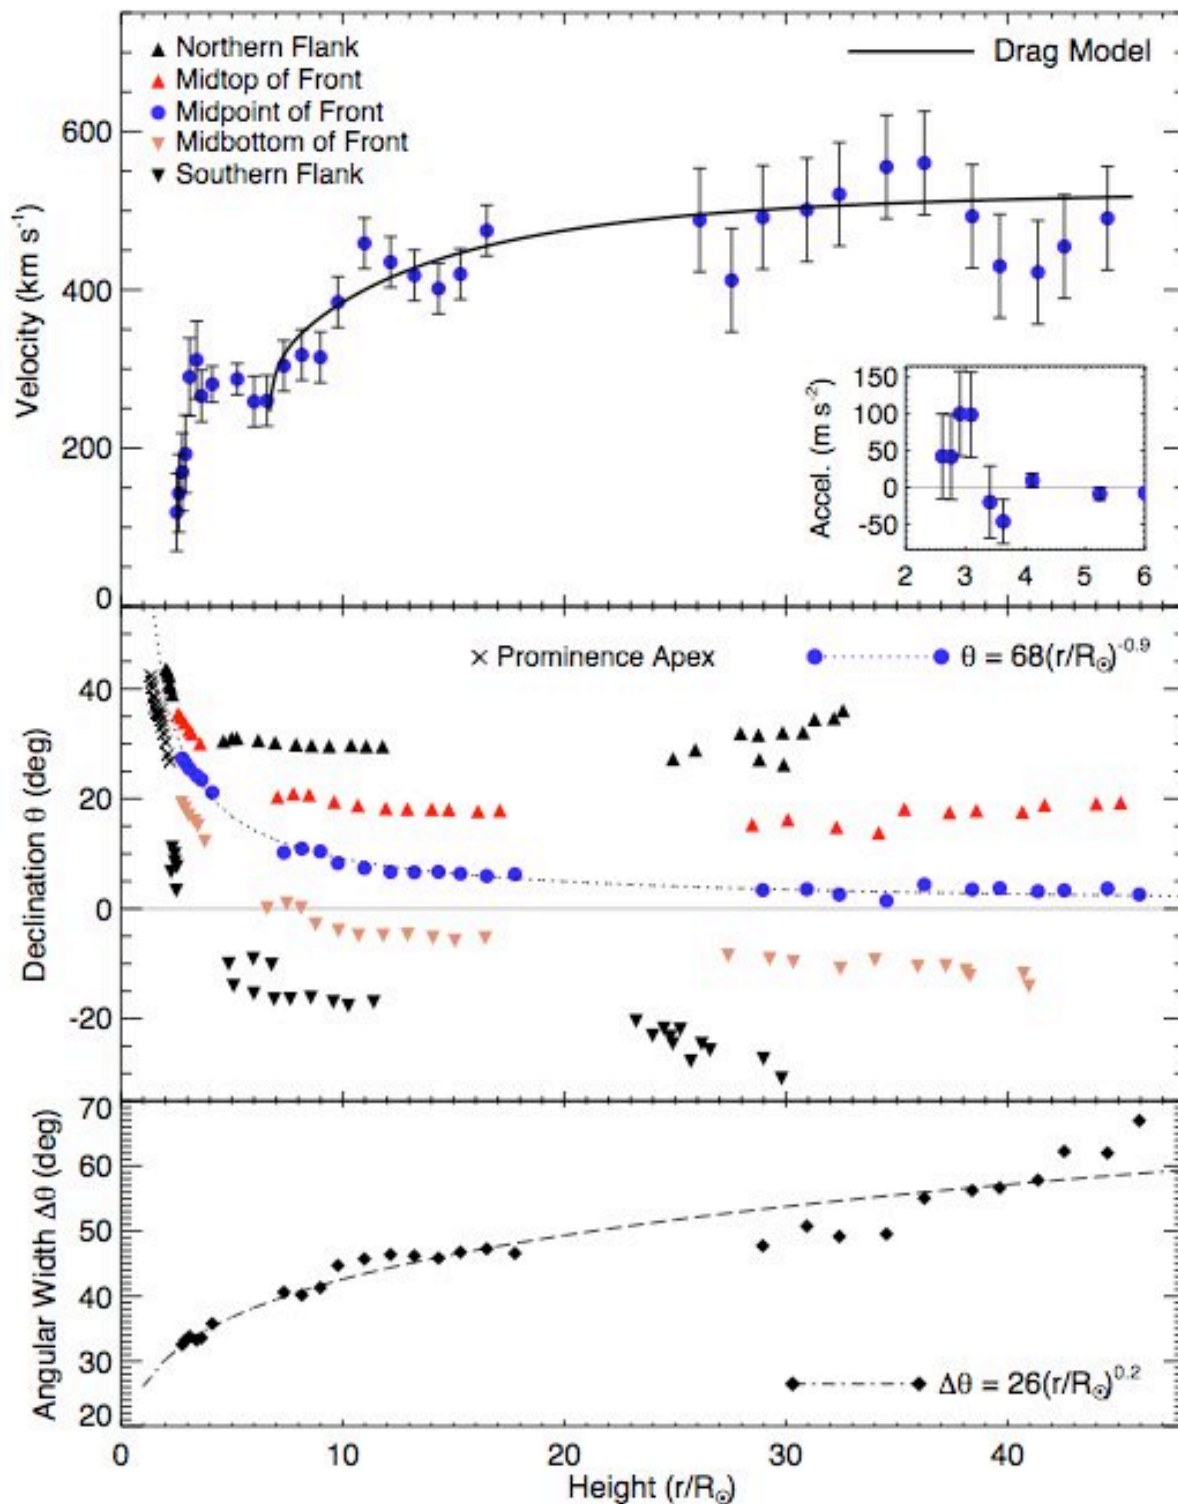 Northern Flank
Midtop of Front
Midpoint of Front
Midbottom of Front
Southern Flank
Drag Model
Velocity (km s⁻¹)
600
400
200
0
Accel. (m s⁻²)
150
100
50
0
-50
2 3 4 5 6
Prominence Apex
θ = 68(r/R☉)⁻⁰·⁹
Declination θ (deg)
40
20
0
-20
Angular Width Δθ (deg)
70
60
50
40
30
20
Δθ = 26(r/R☉)⁰·²
0 10 20 30 40
Height (r/R☉)